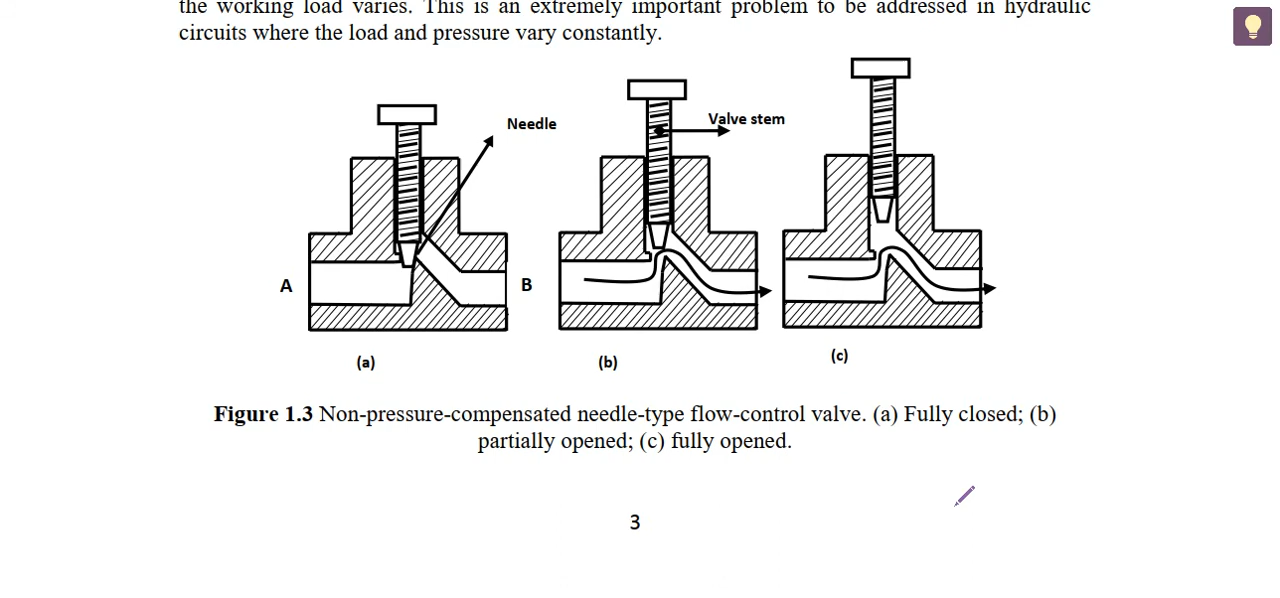 the working load varies. This is an extremely important problem to be addressed in hydraulic
circuits where the load and pressure vary constantly.
Needle
Valve stem
A
B
(a)
(b)
(c)
Figure 1.3 Non-pressure-compensated needle-type flow-control valve. (a) Fully closed; (b)
partially opened; (c) fully opened.
3